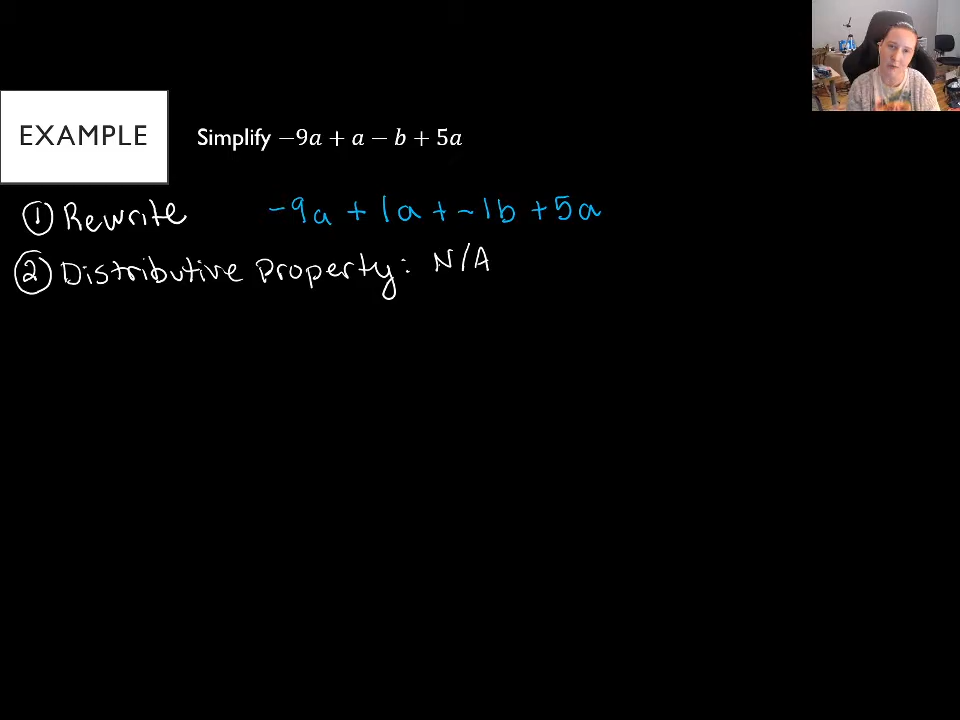 EXAMPLE
Simplify −9a + a − b + 5a
① Rewrite -9a + 1a + -1b + 5a
② Distributive Property: N/A